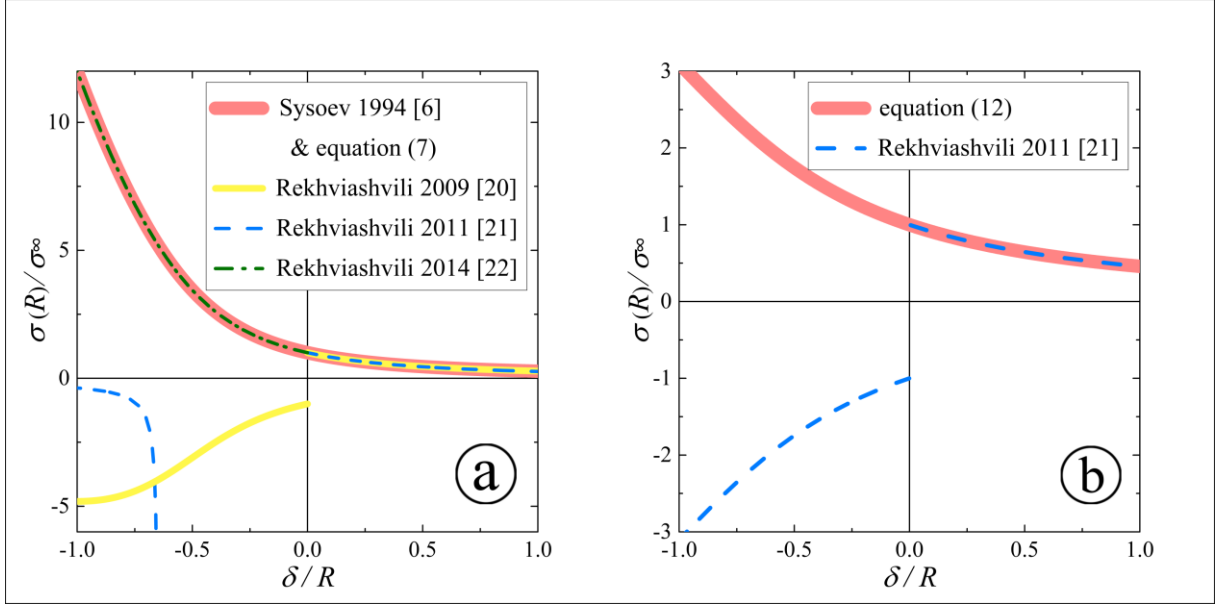 10
5
0
-5
-1.0
-0.5
0.0
0.5
1.0
σ(R)/σ∞
δ/R
Sysoev 1994 [6]
& equation (7)
Rekhviashvili 2009 [20]
Rekhviashvili 2011 [21]
Rekhviashvili 2014 [22]
a
3
2
1
0
-1
-2
-3
-1.0
-0.5
0.0
0.5
1.0
σ(R)/σ∞
δ/R
equation (12)
Rekhviashvili 2011 [21]
b